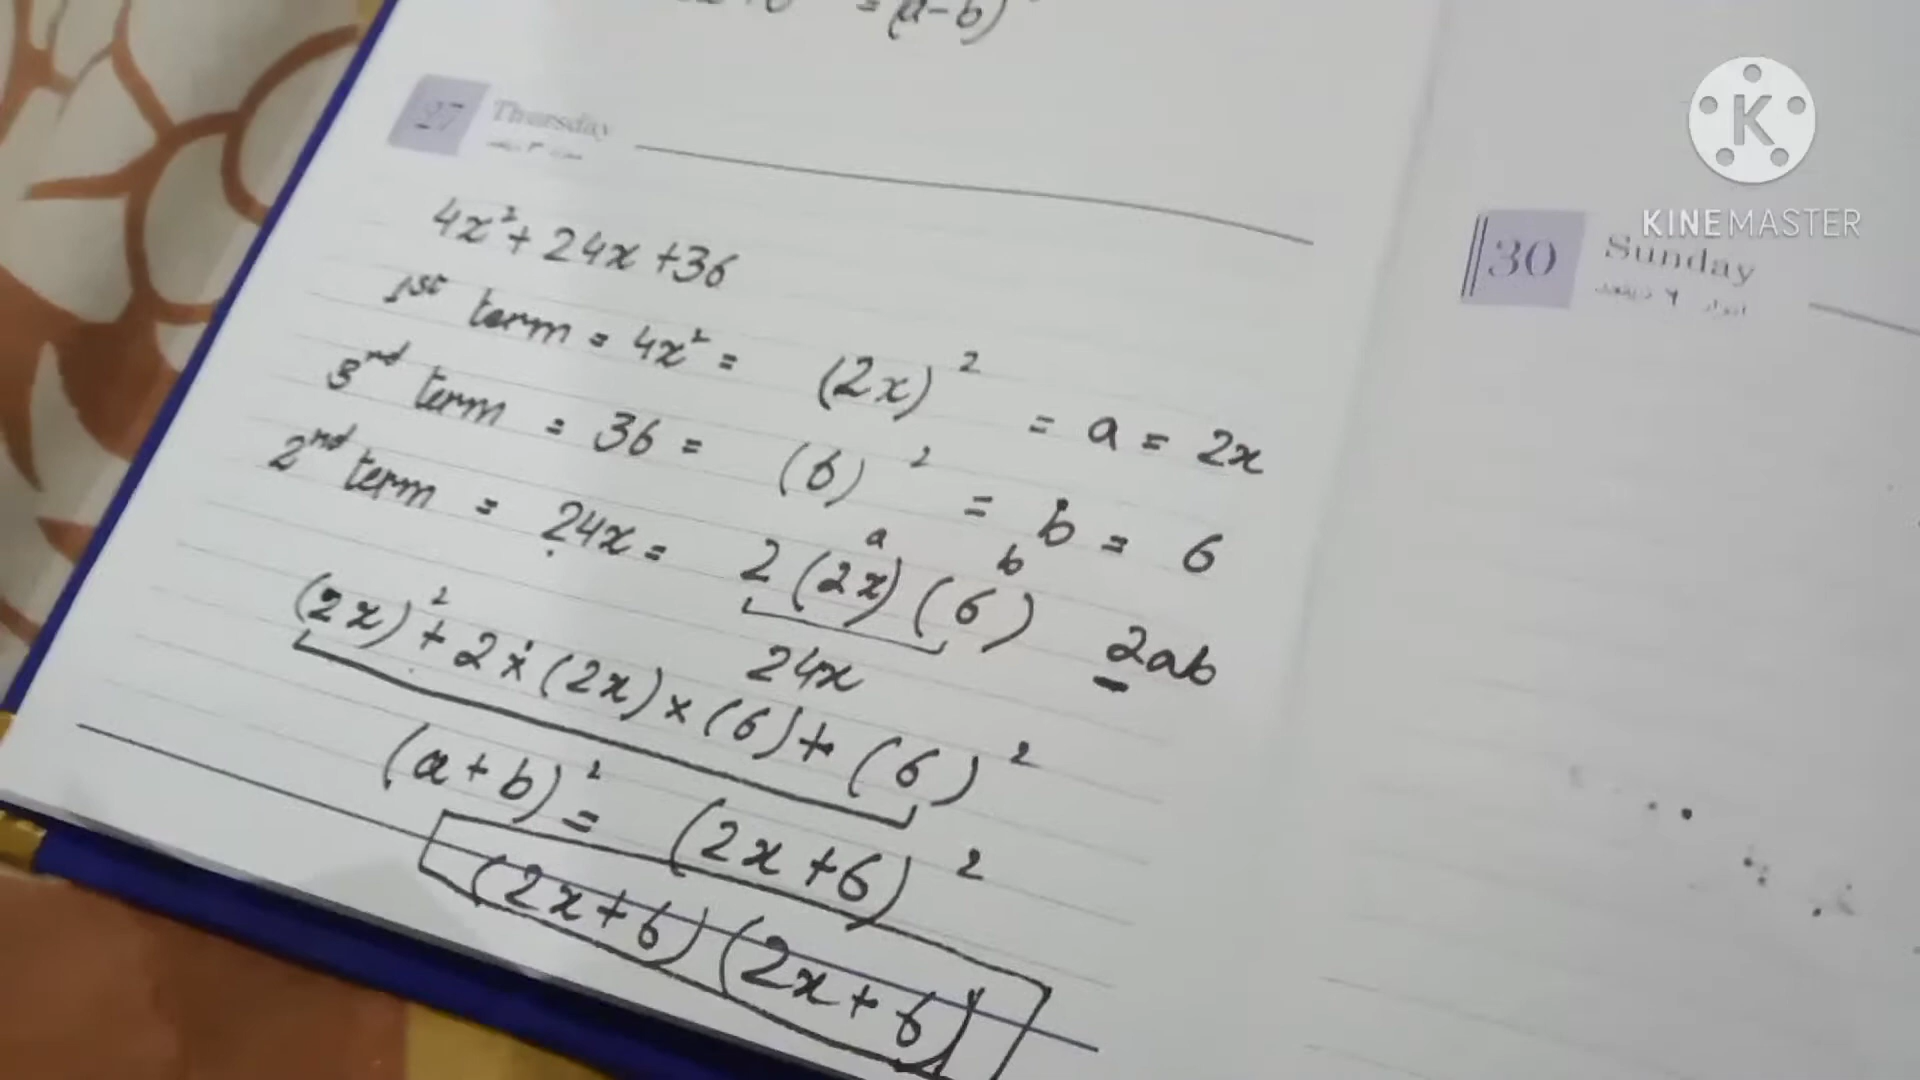 = (a-b)
27 Thursday
4x² + 24x + 36
1st term = 4x² = (2x)² = a = 2x
3rd term = 36 = (6)² = b = 6
2nd term = 24x = 2 (2x) (6) 2ab
a b
24x
(2x)² + 2 × (2x) × (6) + (6)²
(a + b)² = (2x + 6)²
(2x + 6) (2x + 6)
30 Sunday
K
KINEMASTER